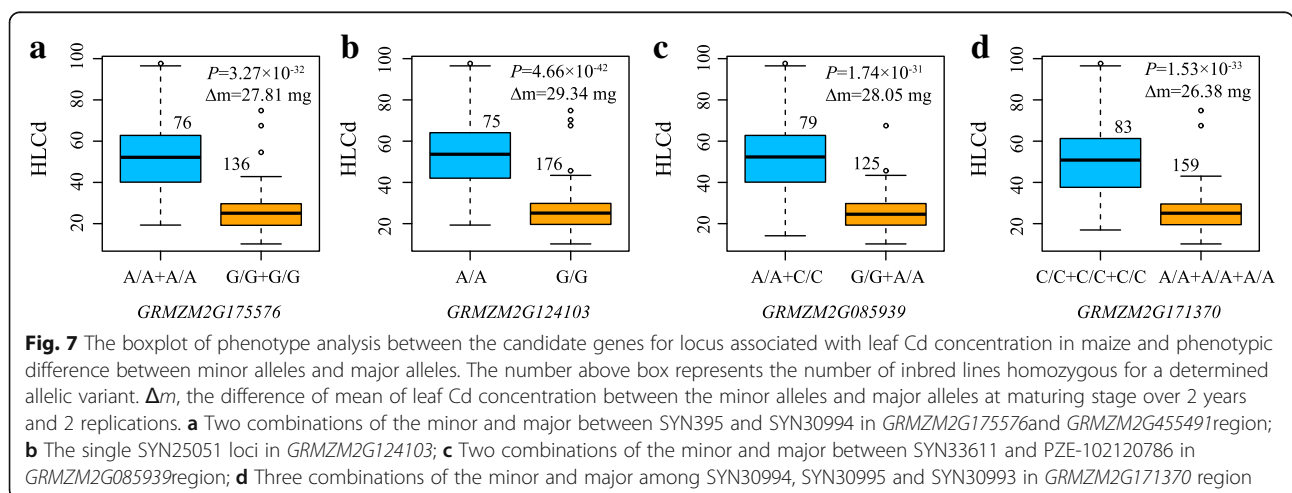 a b c d
HLCd
100
80
60
40
20
P=3.27×10-32
Δm=27.81 mg
76
136
A/A+A/A G/G+G/G
GRMZM2G175576
HLCd
100
80
60
40
20
P=4.66×10-42
Δm=29.34 mg
75
176
A/A G/G
GRMZM2G124103
HLCd
100
80
60
40
20
P=1.74×10-31
Δm=28.05 mg
79
125
A/A+C/C G/G+A/A
GRMZM2G085939
HLCd
100
80
60
40
20
P=1.53×10-33
Δm=26.38 mg
83
159
C/C+C/C+C/C A/A+A/A+A/A
GRMZM2G171370
Fig. 7 The boxplot of phenotype analysis between the candidate genes for locus associated with leaf Cd concentration in maize and phenotypic
difference between minor alleles and major alleles. The number above box represents the number of inbred lines homozygous for a determined
allelic variant. Δm, the difference of mean of leaf Cd concentration between the minor alleles and major alleles at maturing stage over 2 years
and 2 replications. a Two combinations of the minor and major between SYN395 and SYN30994 in GRMZM2G175576and GRMZM2G455491region;
b The single SYN25051 loci in GRMZM2G124103; c Two combinations of the minor and major between SYN33611 and PZE-102120786 in
GRMZM2G085939region; d Three combinations of the minor and major among SYN30994, SYN30995 and SYN30993 in GRMZM2G171370 region